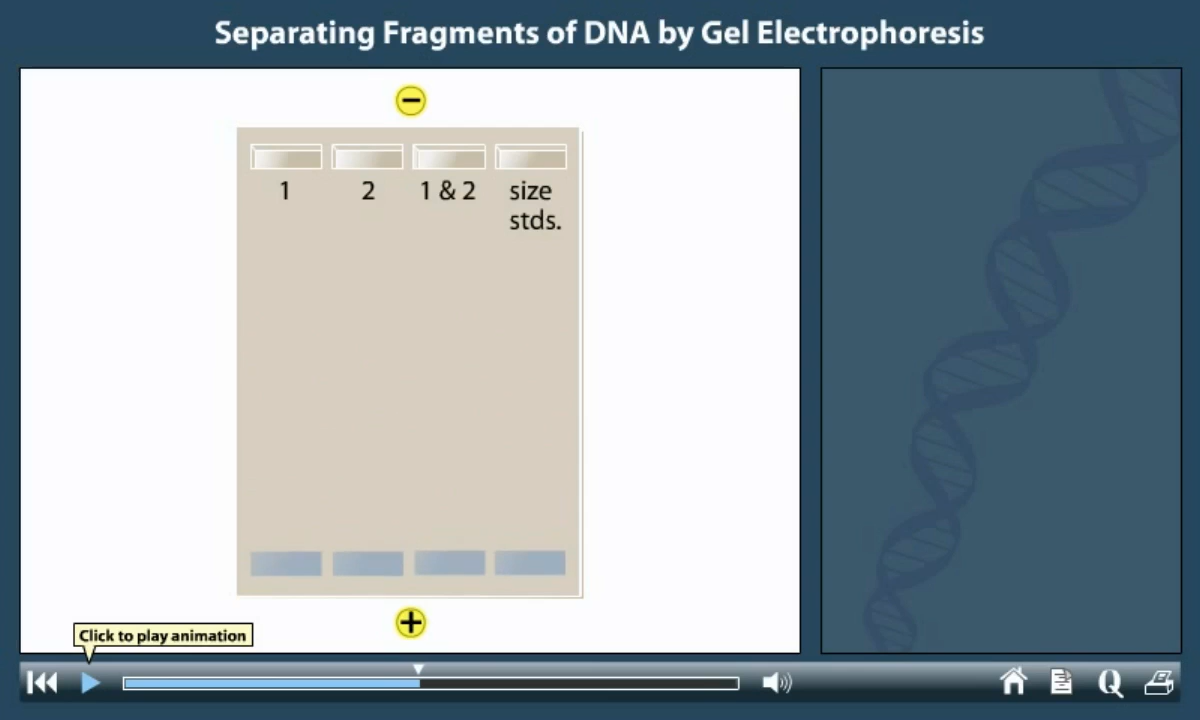 Separating Fragments of DNA by Gel Electrophoresis
−
1 2 1 & 2 size
stds.
+
Click to play animation
Q